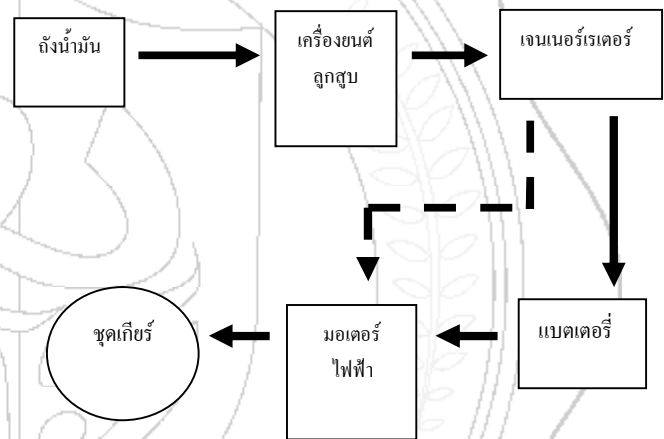 ถังน้ำมัน
เครื่องยนต์
ลูกสูบ
เจนเนอร์เรเตอร์
ชุดเกียร์
มอเตอร์
ไฟฟ้า
แบตเตอรี่